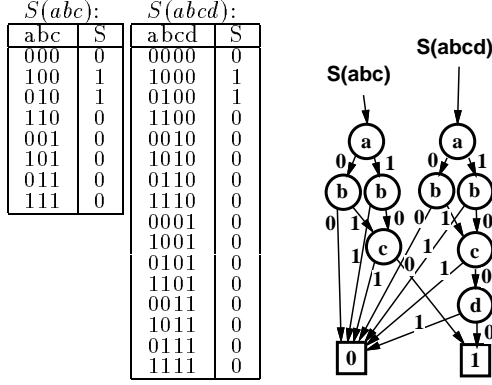 S(abc): S(abcd):
abc S abcd S
000 0 0000 0
100 1 1000 1
010 1 0100 1
110 0 1100 0
001 0 0010 0
101 0 1010 0
011 0 0110 0
111 0 1110 0
0001 0
1001 0
0101 0
1101 0
0011 0
1011 0
0111 0
1111 0
S(abcd)
S(abc)
a a
0 1 0 1
b b b b
0 1 0 0 1 0
c 1 1 c
1 0 0 1 0
1 d
1 0
0 1